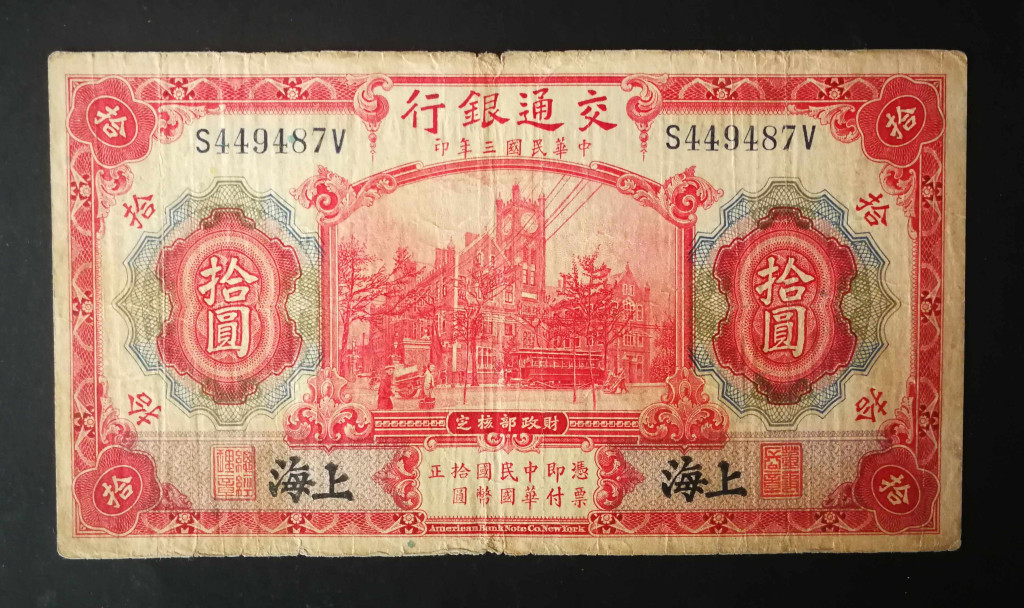 拾
拾
交通銀行
S449487V
S449487V
中華民國三年印
拾
拾
拾圓
拾圓
拾
拾
財政部核定
上海
上海
憑票即付中華民國國幣拾圓正
拾
拾
American Bank Note Co. New York